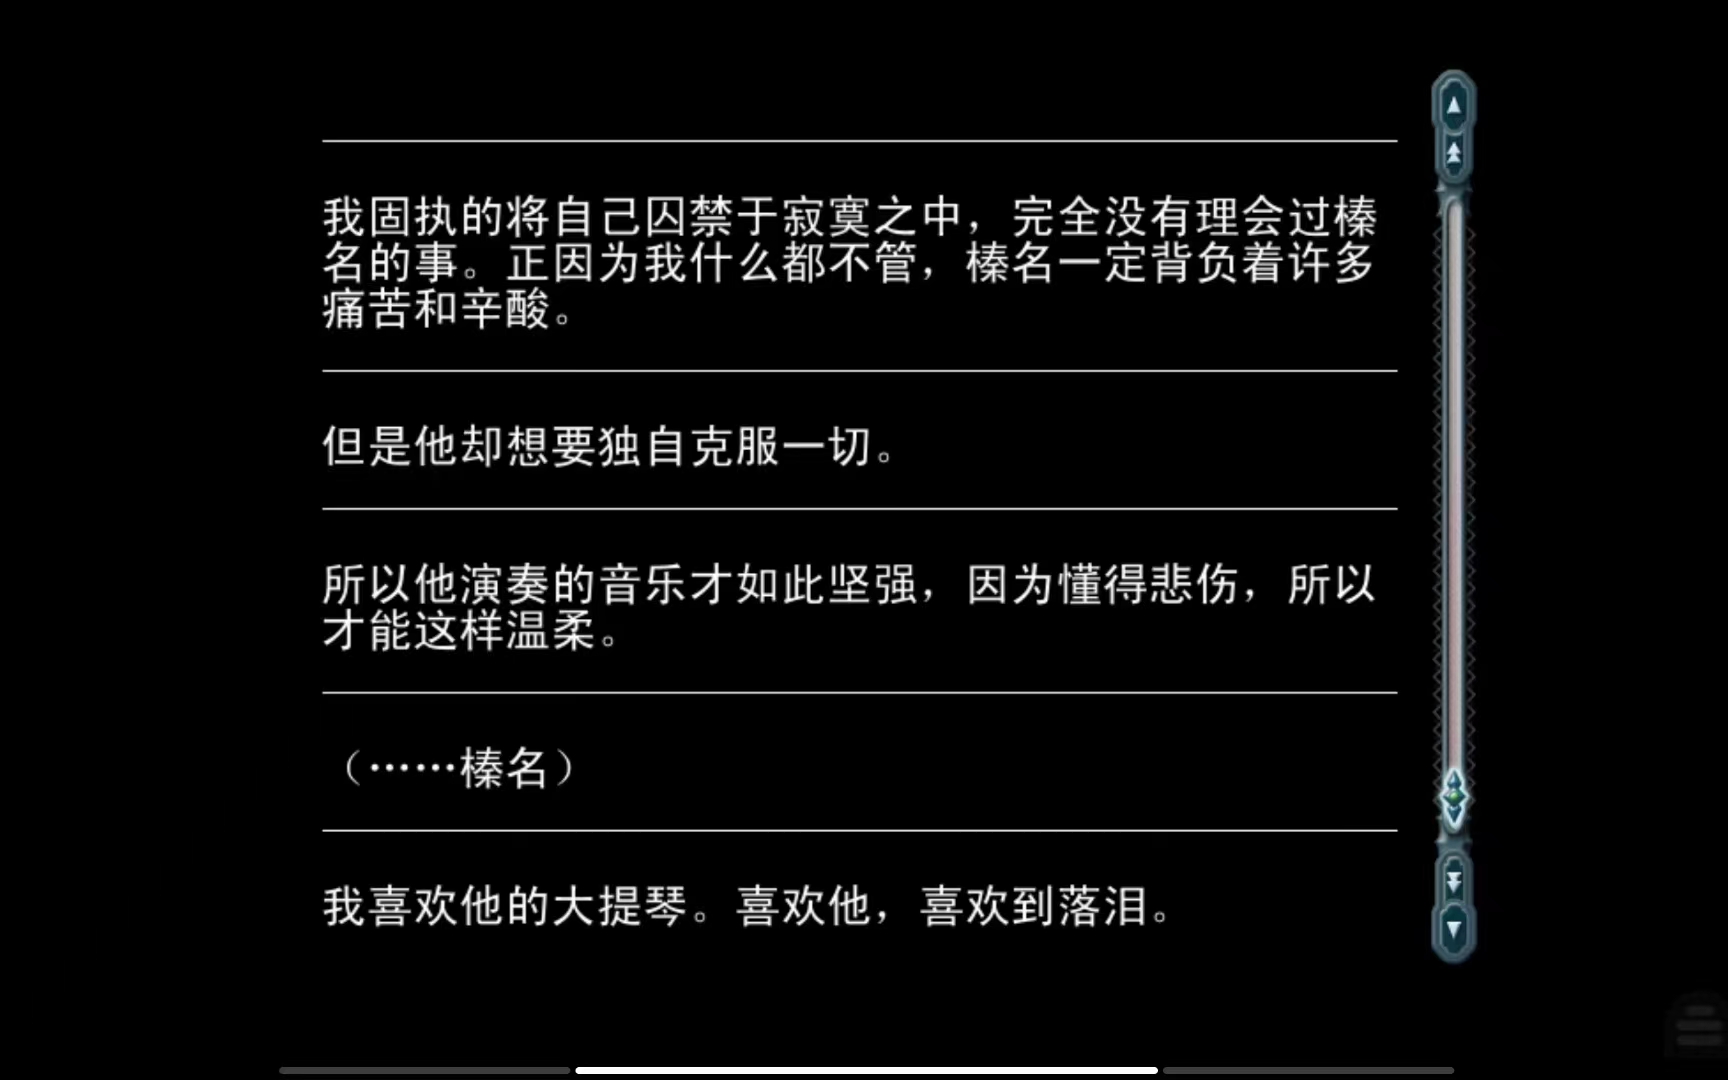 我固执的将自己囚禁于寂寞之中，完全没有理会过榛
名的事。正因为我什么都不管，榛名一定背负着许多
痛苦和辛酸。
但是他却想要独自克服一切。
所以他演奏的音乐才如此坚强，因为懂得悲伤，所以
才能这样温柔。
（……榛名）
我喜欢他的大提琴。喜欢他，喜欢到落泪。